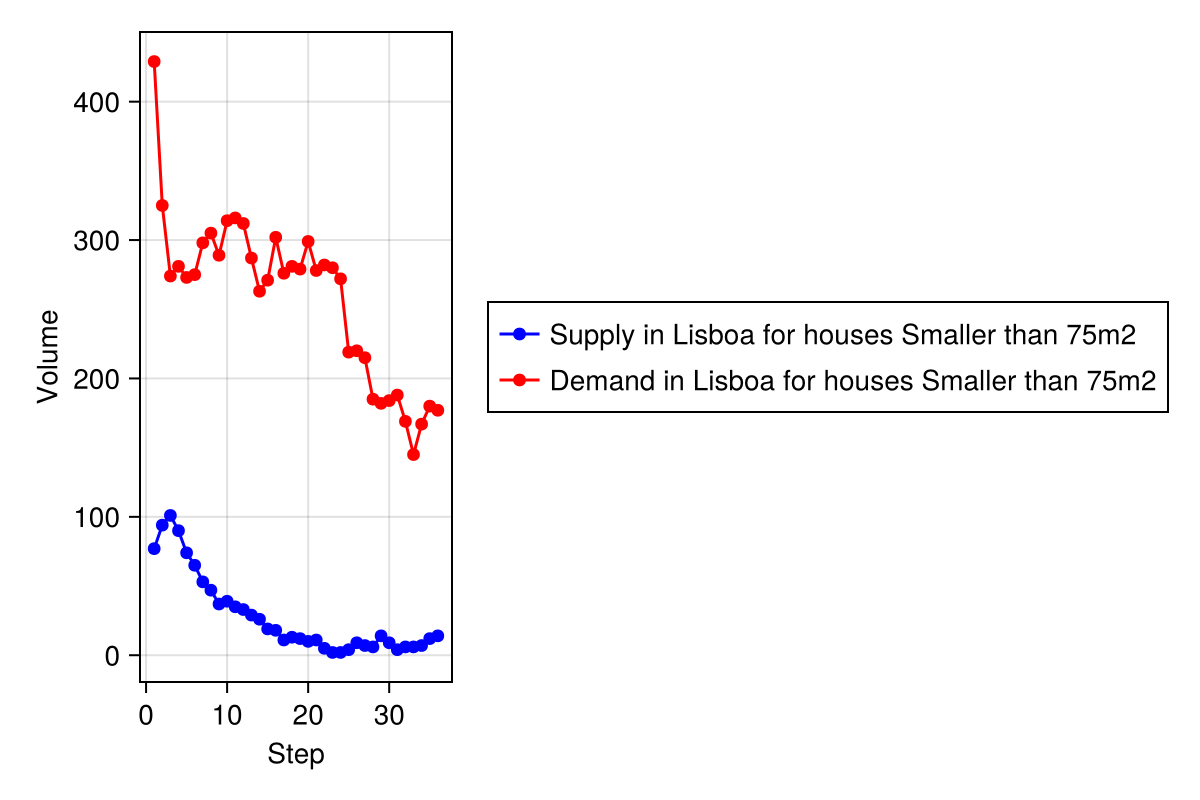 400
300
200
100
0
Volume
0 10 20 30
Step
Supply in Lisboa for houses Smaller than 75m2
Demand in Lisboa for houses Smaller than 75m2